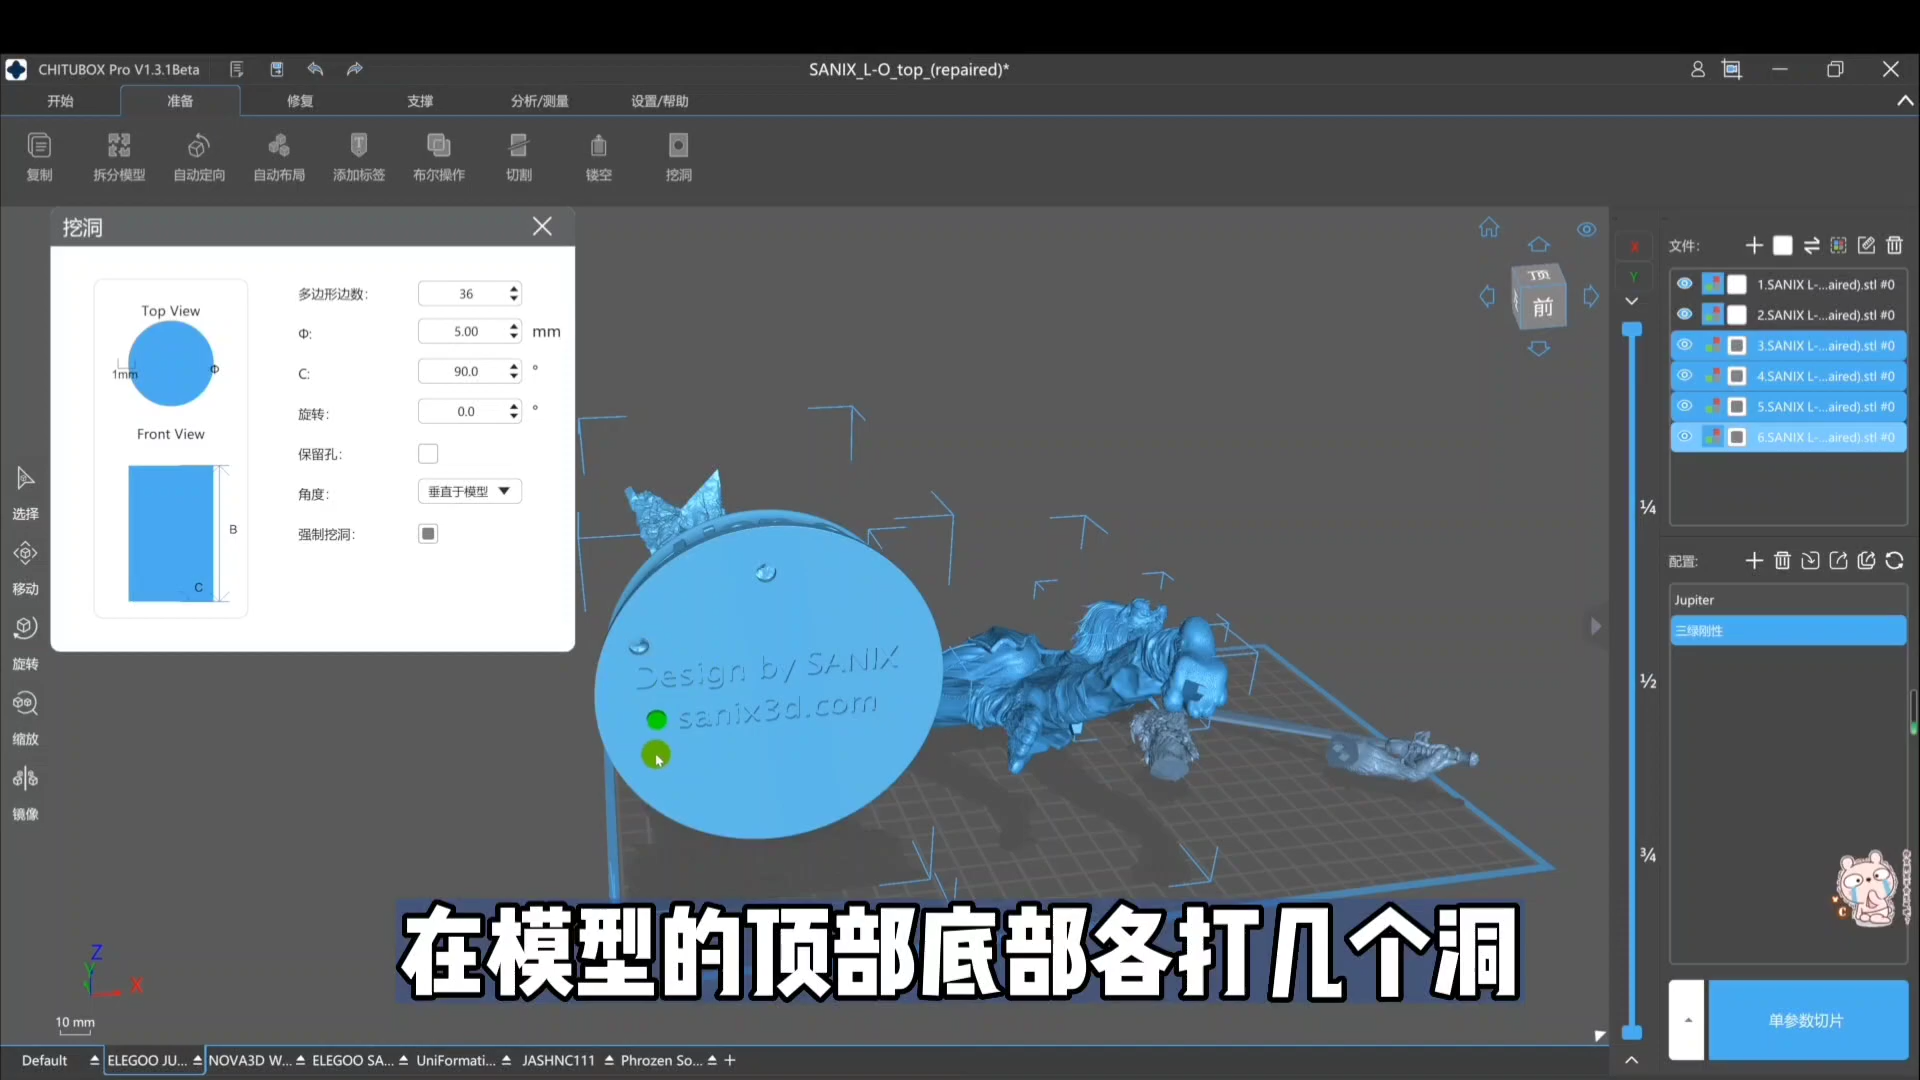 CHITUBOX Pro V1.3.1Beta
SANIX_L-O_top_(repaired)*
开始
准备
修复
支撑
分析/测量
设置/帮助
复制
拆分模型
自动定向
自动布局
添加标签
布尔操作
切割
镂空
挖洞
挖洞
Top View
1mm
Φ
Front View
B
C
多边形边数:
36
Φ:
5.00
mm
C:
90.0
°
旋转:
0.0
°
保留孔:
角度:
垂直于模型
强制挖洞:
选择
移动
旋转
缩放
镜像
顶
前
Design by SANIX
sanix3d.com
X
Y
¼
½
¾
文件:
1.SANIX L-...aired).stl #0
2.SANIX L-...aired).stl #0
3.SANIX L-...aired).stl #0
4.SANIX L-...aired).stl #0
5.SANIX L-...aired).stl #0
6.SANIX L-...aired).stl #0
配置:
Jupiter
三绿刚性
C
单参数切片
在模型的顶部底部各打几个洞
Z
Y
X
10 mm
Default
ELEGOO JU...
NOVA3D W...
ELEGOO SA...
UniFormati...
JASHNC111
Phrozen So...